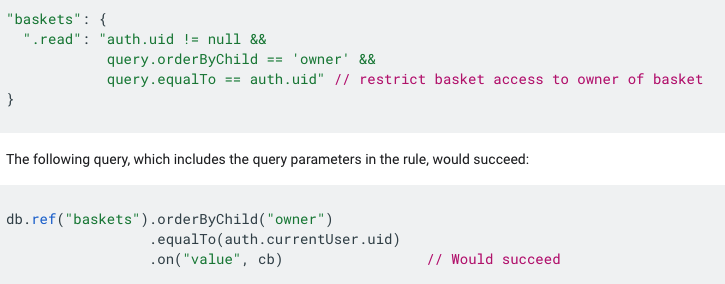 "baskets": {
  ".read": "auth.uid != null &&
            query.orderByChild == 'owner' &&
            query.equalTo == auth.uid" // restrict basket access to owner of basket
}
The following query, which includes the query parameters in the rule, would succeed:
db.ref("baskets").orderByChild("owner")
                 .equalTo(auth.currentUser.uid)
                 .on("value", cb)                 // Would succeed